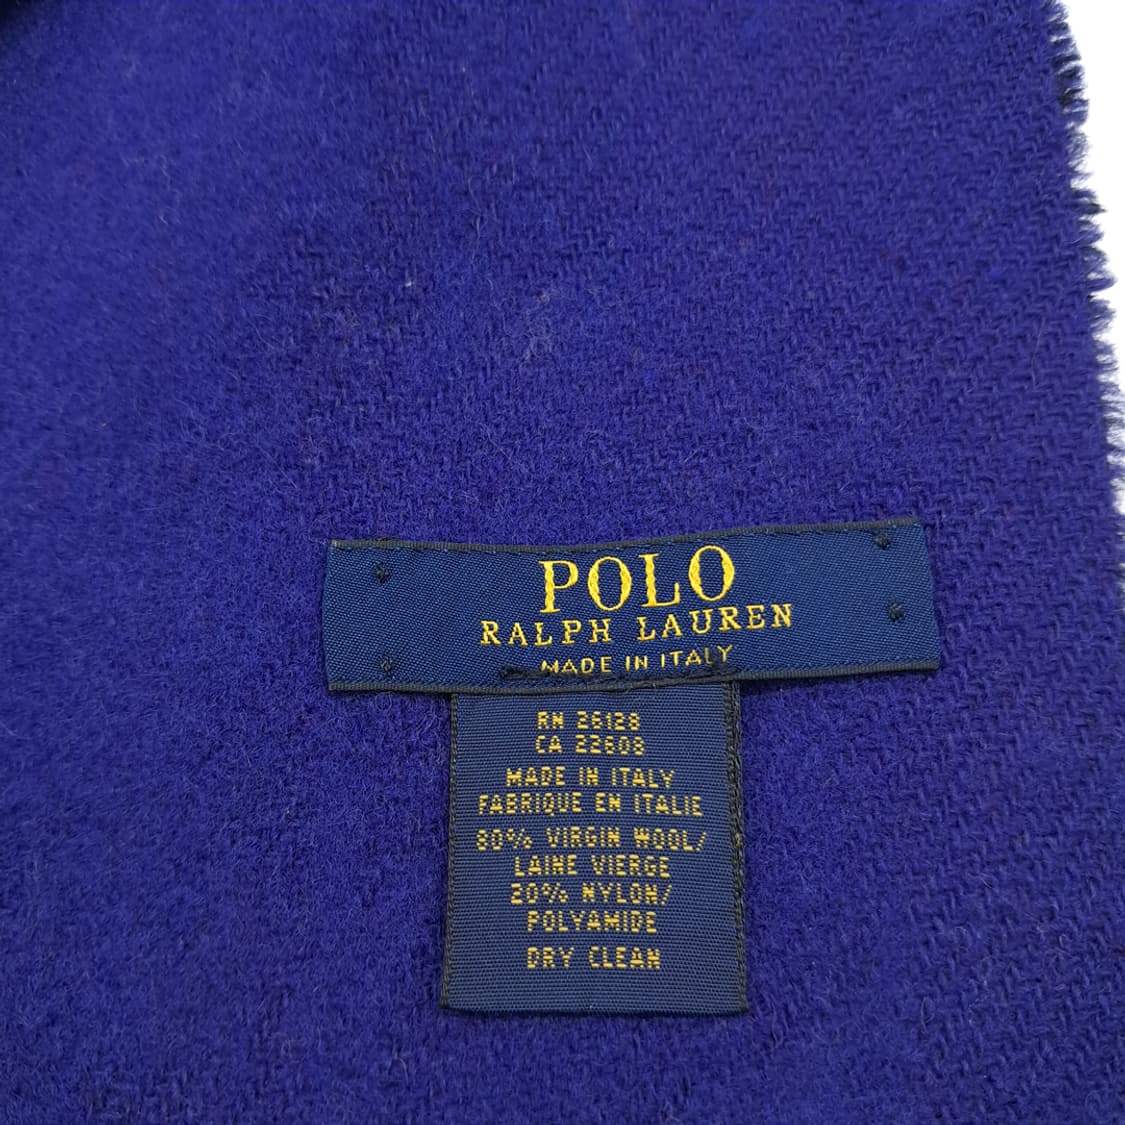 POLO
RALPH LAUREN
MADE IN ITALY
RN 26128
CA 22608
MADE IN ITALY
FABRIQUE EN ITALIE
80% VIRGIN WOOL/
LAINE VIERGE
20% NYLON/
POLYAMIDE
DRY CLEAN